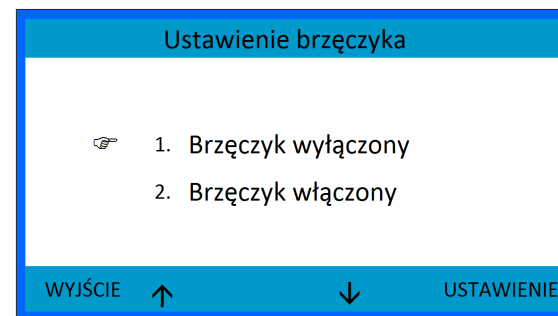 Ustawienie brzęczyka
☞ 1. Brzęczyk wyłączony
2. Brzęczyk włączony
WYJŚCIE ↑ ↓ USTAWIENIE